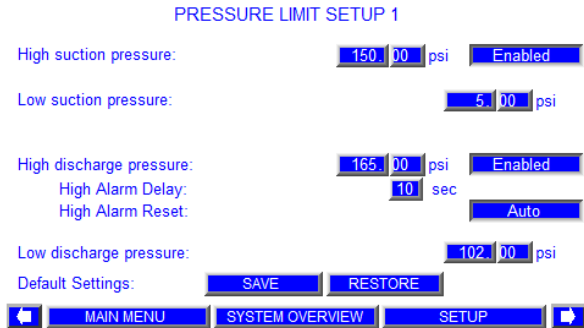 PRESSURE LIMIT SETUP 1
High suction pressure: 150.00 psi Enabled
Low suction pressure: 5.00 psi
High discharge pressure: 165.00 psi Enabled
High Alarm Delay: 10 sec
High Alarm Reset: Auto
Low discharge pressure: 102.00 psi
Default Settings: SAVE RESTORE
MAIN MENU SYSTEM OVERVIEW SETUP